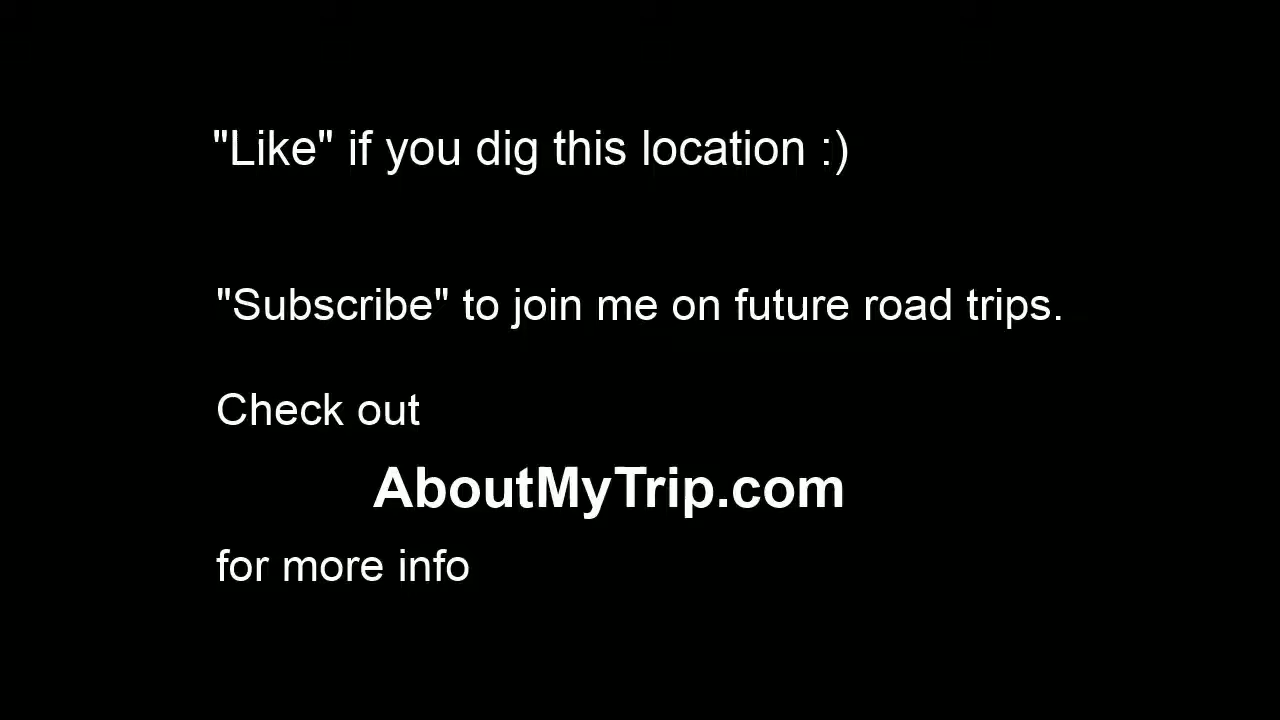 "Like" if you dig this location :)
"Subscribe" to join me on future road trips.
Check out
AboutMyTrip.com
for more info